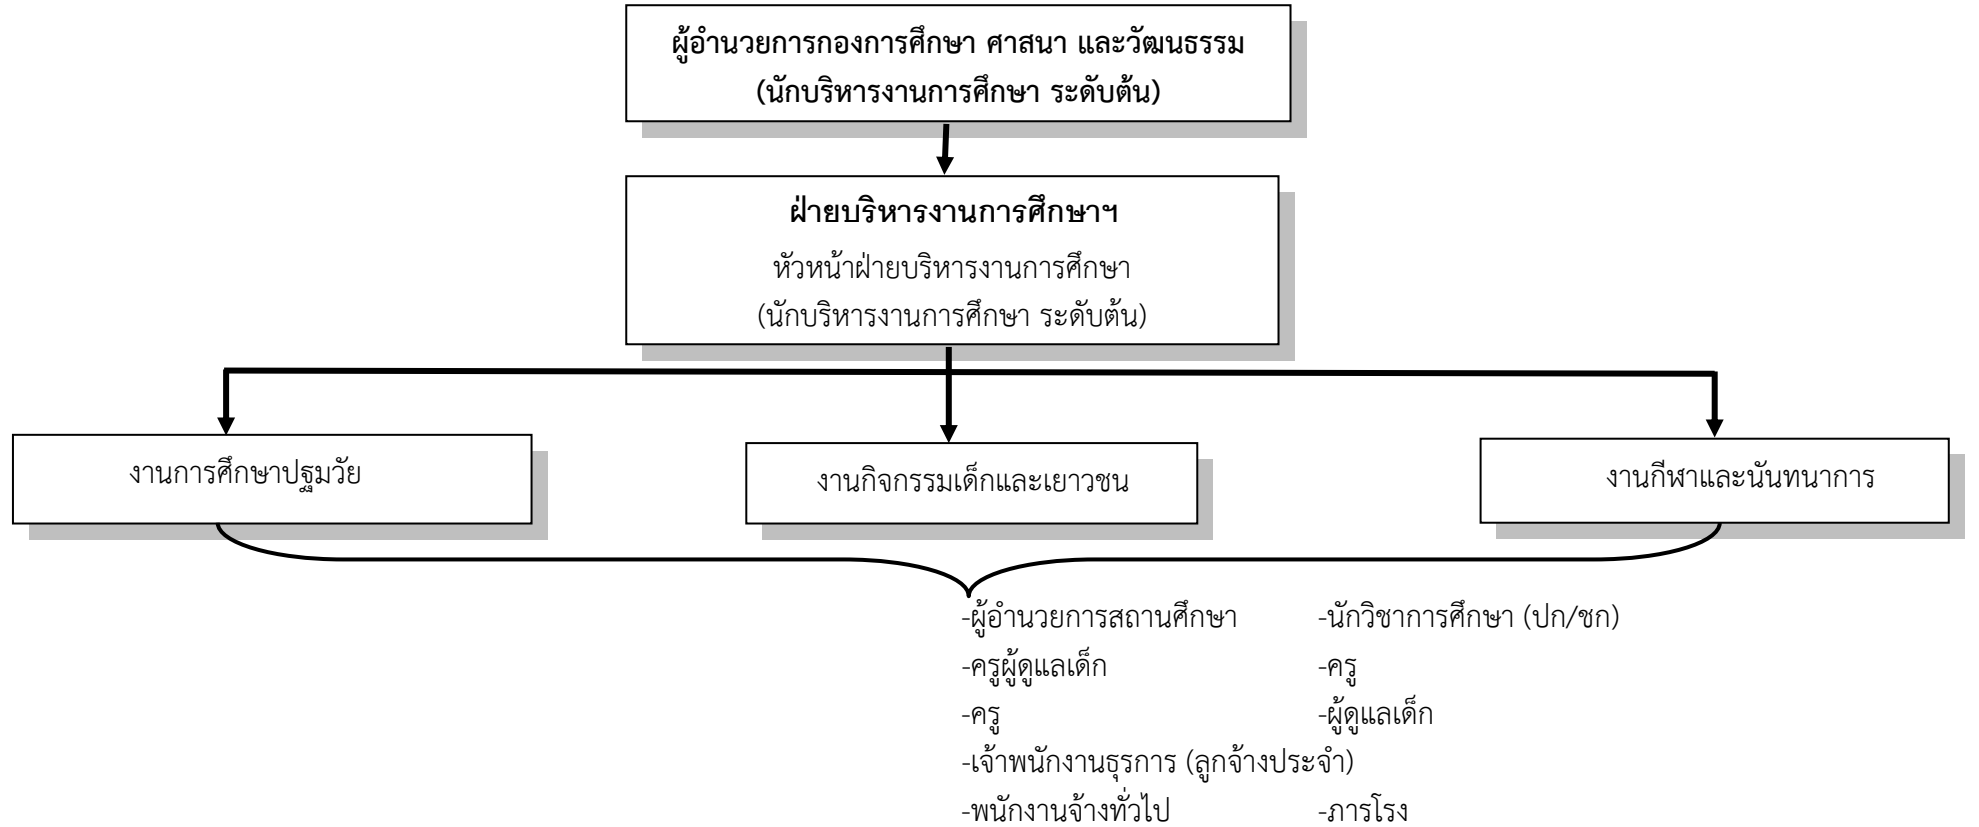 ผู้อำนวยการกองการศึกษา ศาสนา และวัฒนธรรม
(นักบริหารงานการศึกษา ระดับต้น)
ฝ่ายบริหารงานการศึกษาฯ
หัวหน้าฝ่ายบริหารงานการศึกษา
(นักบริหารงานการศึกษา ระดับต้น)
งานการศึกษาปฐมวัย
งานกิจกรรมเด็กและเยาวชน
งานกีฬาและนันทนาการ
-ผู้อำนวยการสถานศึกษา -นักวิชาการศึกษา (ปก/ชก)
-ครูผู้ดูแลเด็ก -ครู
-ครู -ผู้ดูแลเด็ก
-เจ้าพนักงานธุรการ (ลูกจ้างประจำ)
-พนักงานจ้างทั่วไป -ภารโรง